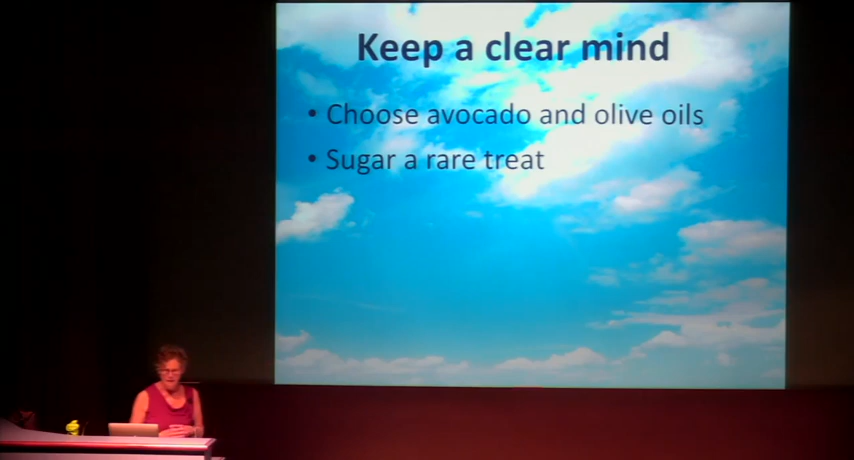 Keep a clear mind
• Choose avocado and olive oils
• Sugar a rare treat